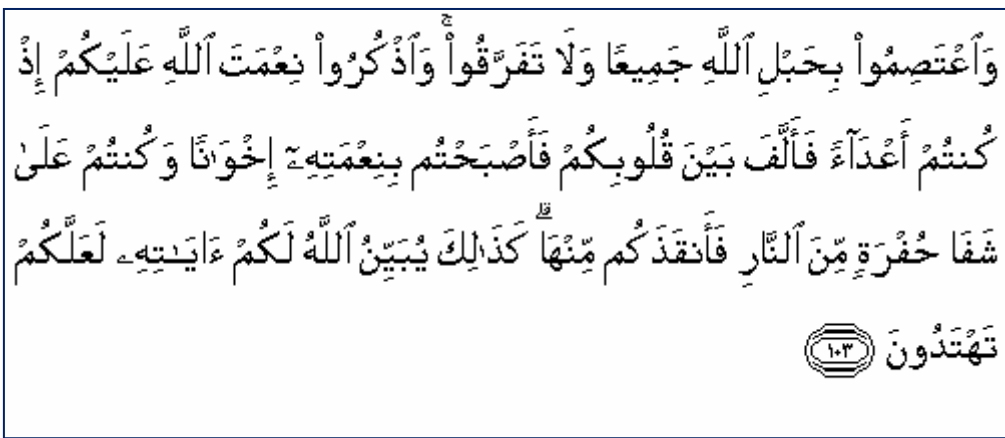 وَٱعْتَصِمُوا۟ بِحَبْلِ ٱللَّهِ جَمِيعًا وَلَا تَفَرَّقُوا۟ ۚ وَٱذْكُرُوا۟ نِعْمَتَ ٱللَّهِ عَلَيْكُمْ إِذْ
كُنتُمْ أَعْدَآءً فَأَلَّفَ بَيْنَ قُلُوبِكُمْ فَأَصْبَحْتُم بِنِعْمَتِهِۦٓ إِخْوَٰنًا وَكُنتُمْ عَلَىٰ
شَفَا حُفْرَةٍ مِّنَ ٱلنَّارِ فَأَنقَذَكُم مِّنْهَا ۗ كَذَٰلِكَ يُبَيِّنُ ٱللَّهُ لَكُمْ ءَايَـٰتِهِۦ لَعَلَّكُمْ
تَهْتَدُونَ ١٠٣